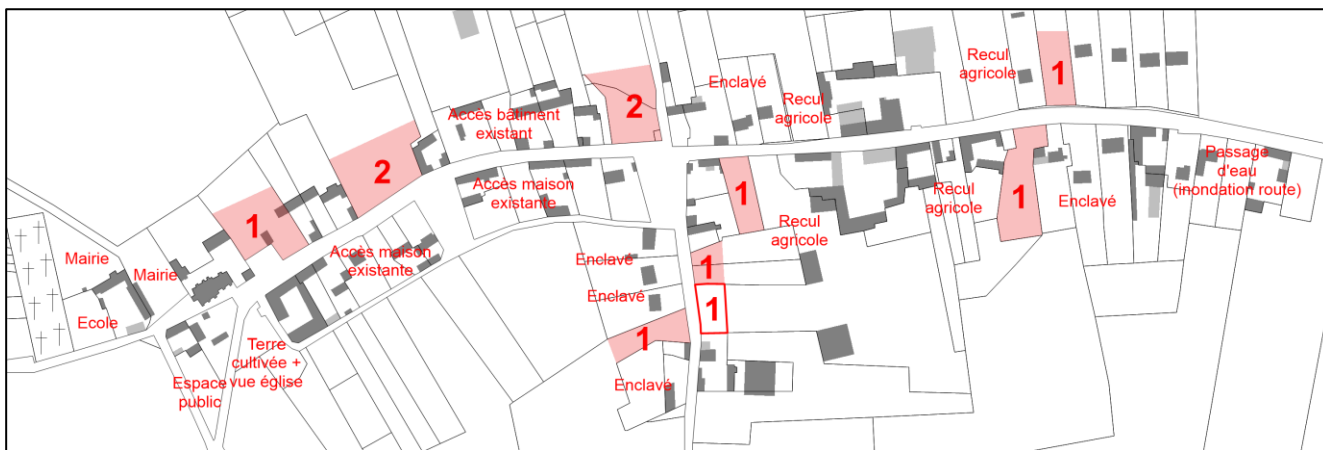 Recul
agricole
1
Enclavé
Recul
agricole
Accès bâtiment
existant
2
2
1
Accès maison
existante
1
Recul
agricole
Recul
agricole
1
Enclavé
Passage
d'eau
(inondation route)
Mairie
Mairie
Ecole
Accès maison
existante
Enclavé
Enclavé
1
1
1
Enclavé
Terre
cultivée +
vue église
Espace
public